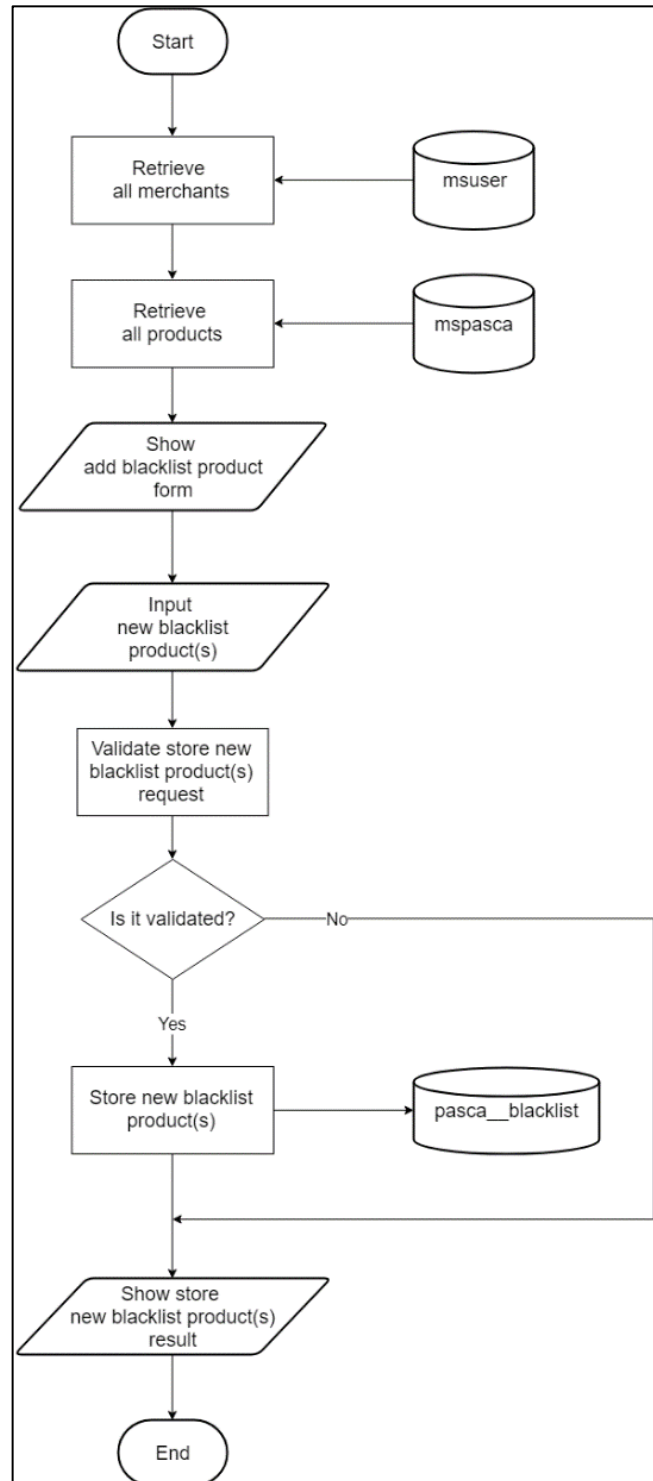 Start
Retrieve
all merchants
msuser
Retrieve
all products
mspasca
Show
add blacklist product
form
Input
new blacklist
product(s)
Validate store new
blacklist product(s)
request
Is it validated?
No
Yes
Store new blacklist
product(s)
pasca__blacklist
Show store
new blacklist product(s)
result
End